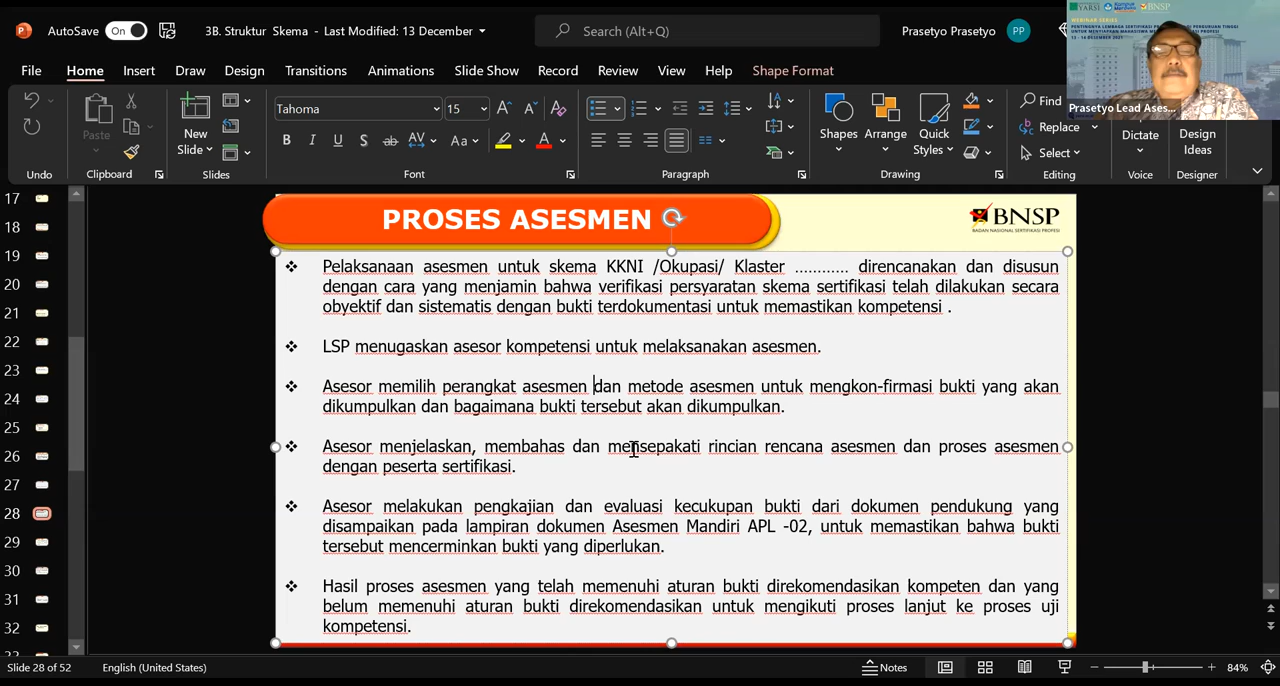 AutoSave On 3B. Struktur Skema - Last Modified: 13 December Search (Alt+Q) Prasetyo Prasetyo PP
YARSI BNSP
WEBINAR SERIES
13 - 14 DESEMBER 2021
Prasetyo Lead Ases...
File Home Insert Draw Design Transitions Animations Slide Show Record Review View Help Shape Format
Paste New Slide Tahoma 15 Shapes Arrange Quick Styles Find Replace Select Dictate Design Ideas
B I U S ab AV Aa A
Undo Clipboard Slides Font Paragraph Drawing Editing Voice Designer
17
18
19
20
21
22
23
24
25
26
27
28
29
30
31
32
PROSES ASESMEN
BNSP
BADAN NASIONAL SERTIFIKASI PROFESI
❖ Pelaksanaan asesmen untuk skema KKNI /Okupasi/ Klaster ........... direncanakan dan disusun
dengan cara yang menjamin bahwa verifikasi persyaratan skema sertifikasi telah dilakukan secara
obyektif dan sistematis dengan bukti terdokumentasi untuk memastikan kompetensi .
❖ LSP menugaskan asesor kompetensi untuk melaksanakan asesmen.
❖ Asesor memilih perangkat asesmen dan metode asesmen untuk mengkon-firmasi bukti yang akan
dikumpulkan dan bagaimana bukti tersebut akan dikumpulkan.
❖ Asesor menjelaskan, membahas dan mensepakati rincian rencana asesmen dan proses asesmen
dengan peserta sertifikasi.
❖ Asesor melakukan pengkajian dan evaluasi kecukupan bukti dari dokumen pendukung yang
disampaikan pada lampiran dokumen Asesmen Mandiri APL -02, untuk memastikan bahwa bukti
tersebut mencerminkan bukti yang diperlukan.
❖ Hasil proses asesmen yang telah memenuhi aturan bukti direkomendasikan kompeten dan yang
belum memenuhi aturan bukti direkomendasikan untuk mengikuti proses lanjut ke proses uji
kompetensi.
Slide 28 of 52 English (United States) Notes 84%